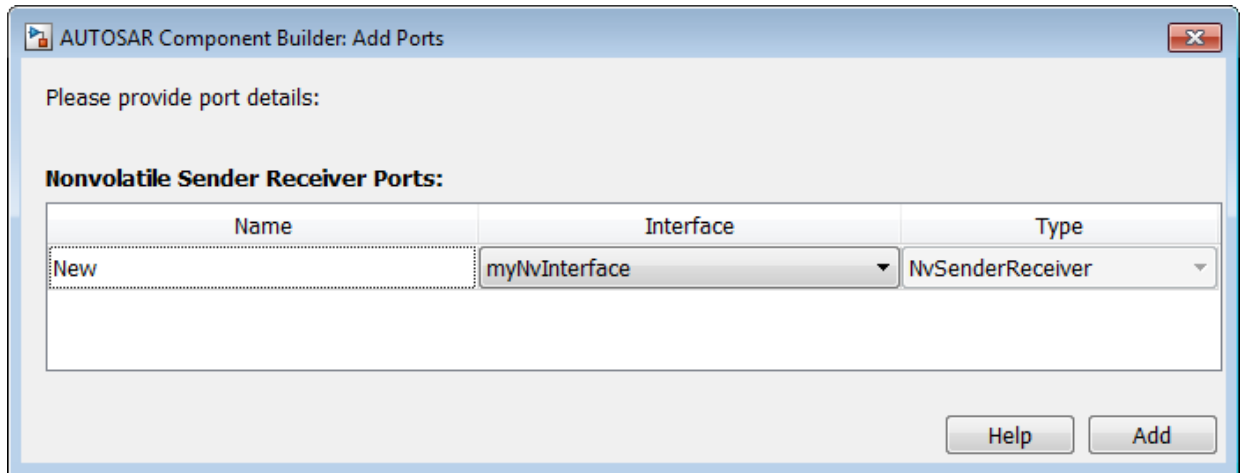 AUTOSAR Component Builder: Add Ports
Please provide port details:
Nonvolatile Sender Receiver Ports:
Name Interface Type
New myNvInterface NvSenderReceiver
Help Add